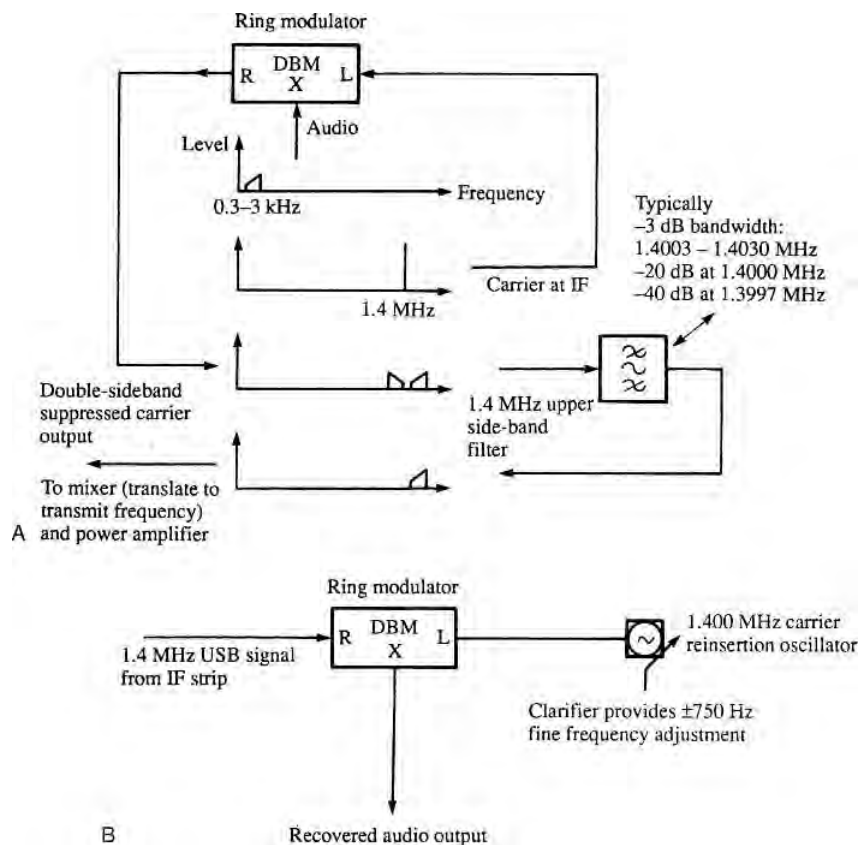 Ring modulator
R
DBM
L
X
Audio
Level
Frequency
0.3–3 kHz
Typically
–3 dB bandwidth:
1.4003 – 1.4030 MHz
–20 dB at 1.4000 MHz
–40 dB at 1.3997 MHz
Carrier at IF
1.4 MHz
Double-sideband
suppressed carrier
output
1.4 MHz upper
side-band
filter
To mixer (translate to
transmit frequency)
A and power amplifier
Ring modulator
R
DBM
L
X
1.4 MHz USB signal
from IF strip
1.400 MHz carrier
reinsertion oscillator
Clarifier provides ±750 Hz
fine frequency adjustment
B
Recovered audio output